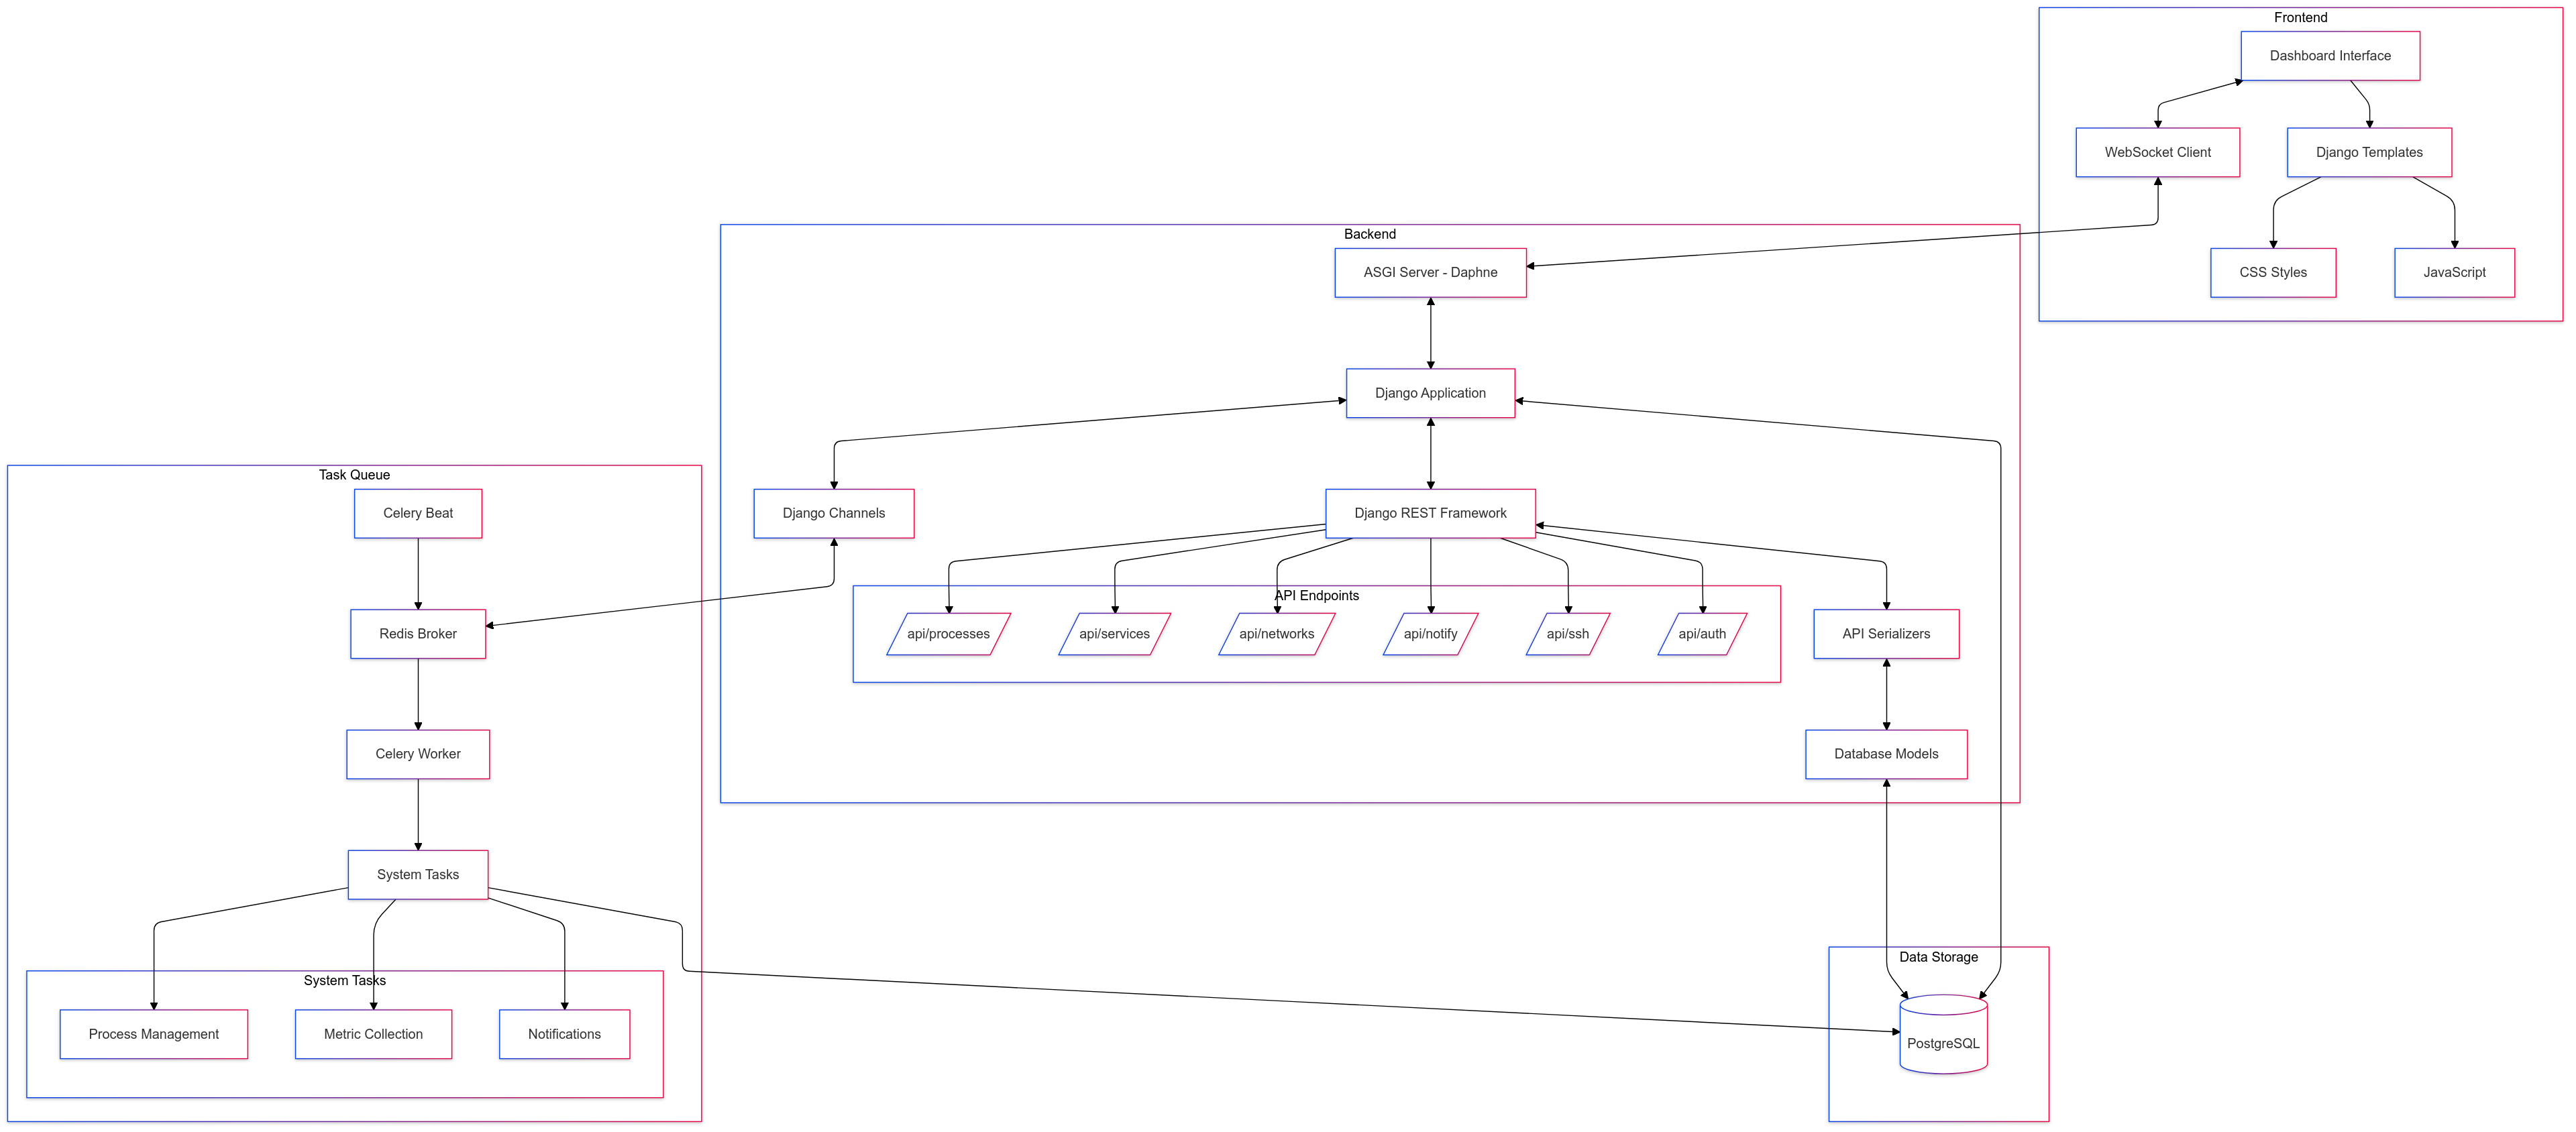 Frontend
Dashboard Interface
WebSocket Client
Django Templates
CSS Styles
JavaScript
Backend
ASGI Server - Daphne
Django Application
Django Channels
Django REST Framework
API Endpoints
api/processes
api/services
api/networks
api/notify
api/ssh
api/auth
API Serializers
Database Models
Task Queue
Celery Beat
Redis Broker
Celery Worker
System Tasks
System Tasks
Process Management
Metric Collection
Notifications
Data Storage
PostgreSQL